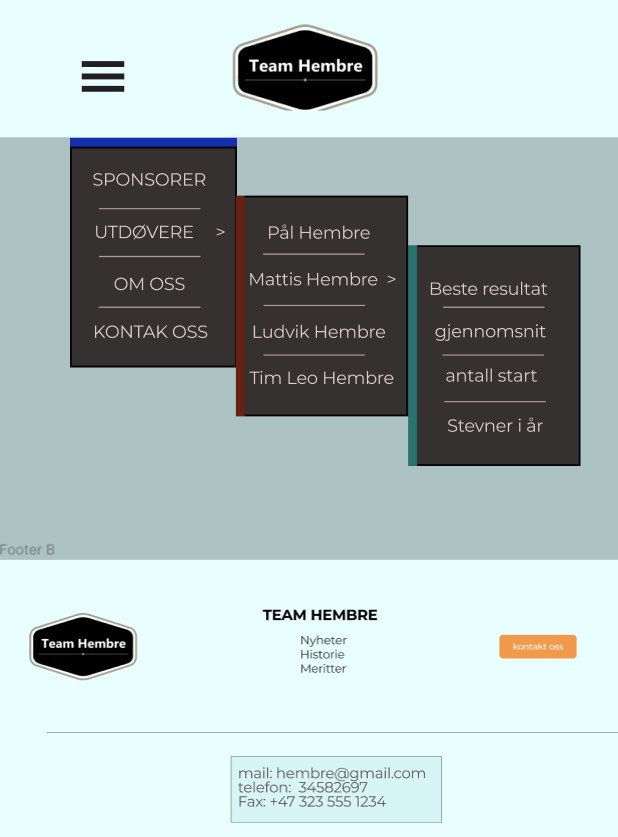 Team Hembre
SPONSORER
UTDØVERE >
OM OSS
KONTAK OSS
Pål Hembre
Mattis Hembre >
Ludvik Hembre
Tim Leo Hembre
Beste resultat
gjennomsnit
antall start
Stevner i år
Footer B
Team Hembre
TEAM HEMBRE
Nyheter
Historie
Meritter
kontakt oss
mail: hembre@gmail.com
telefon: 34582697
Fax: +47 323 555 1234